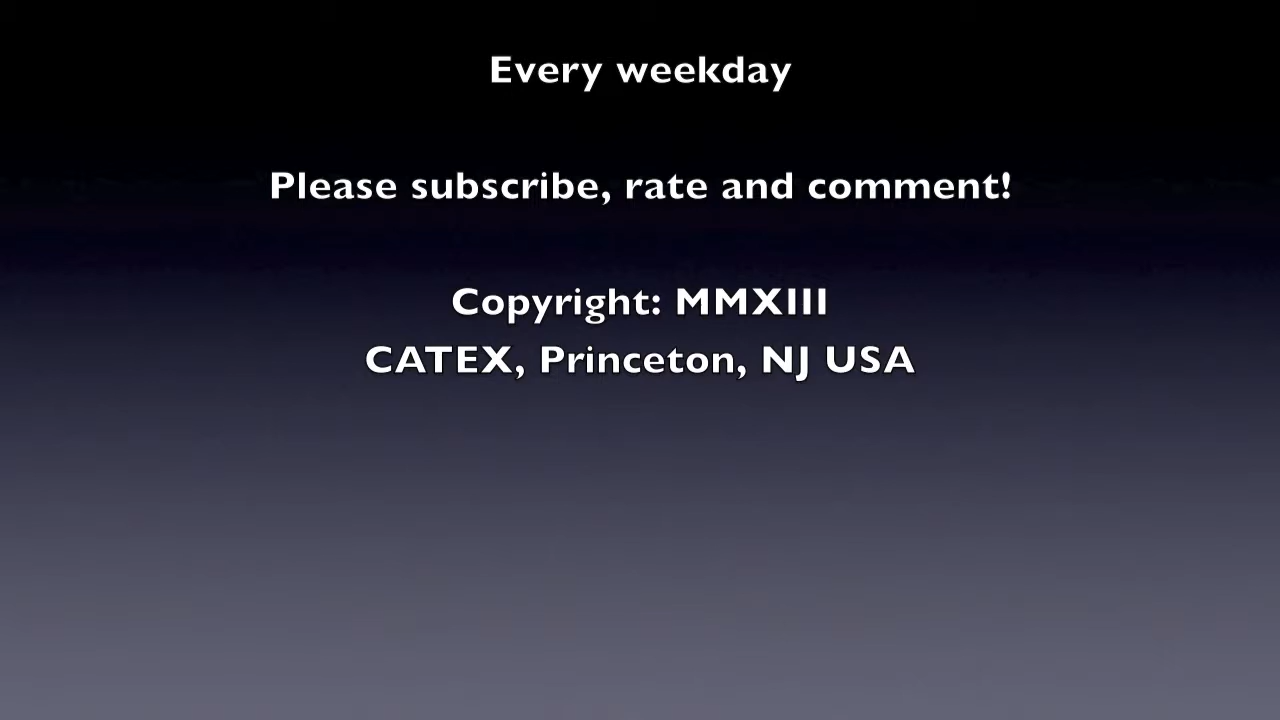 Every weekday
Please subscribe, rate and comment!
Copyright: MMXIII
CATEX, Princeton, NJ USA